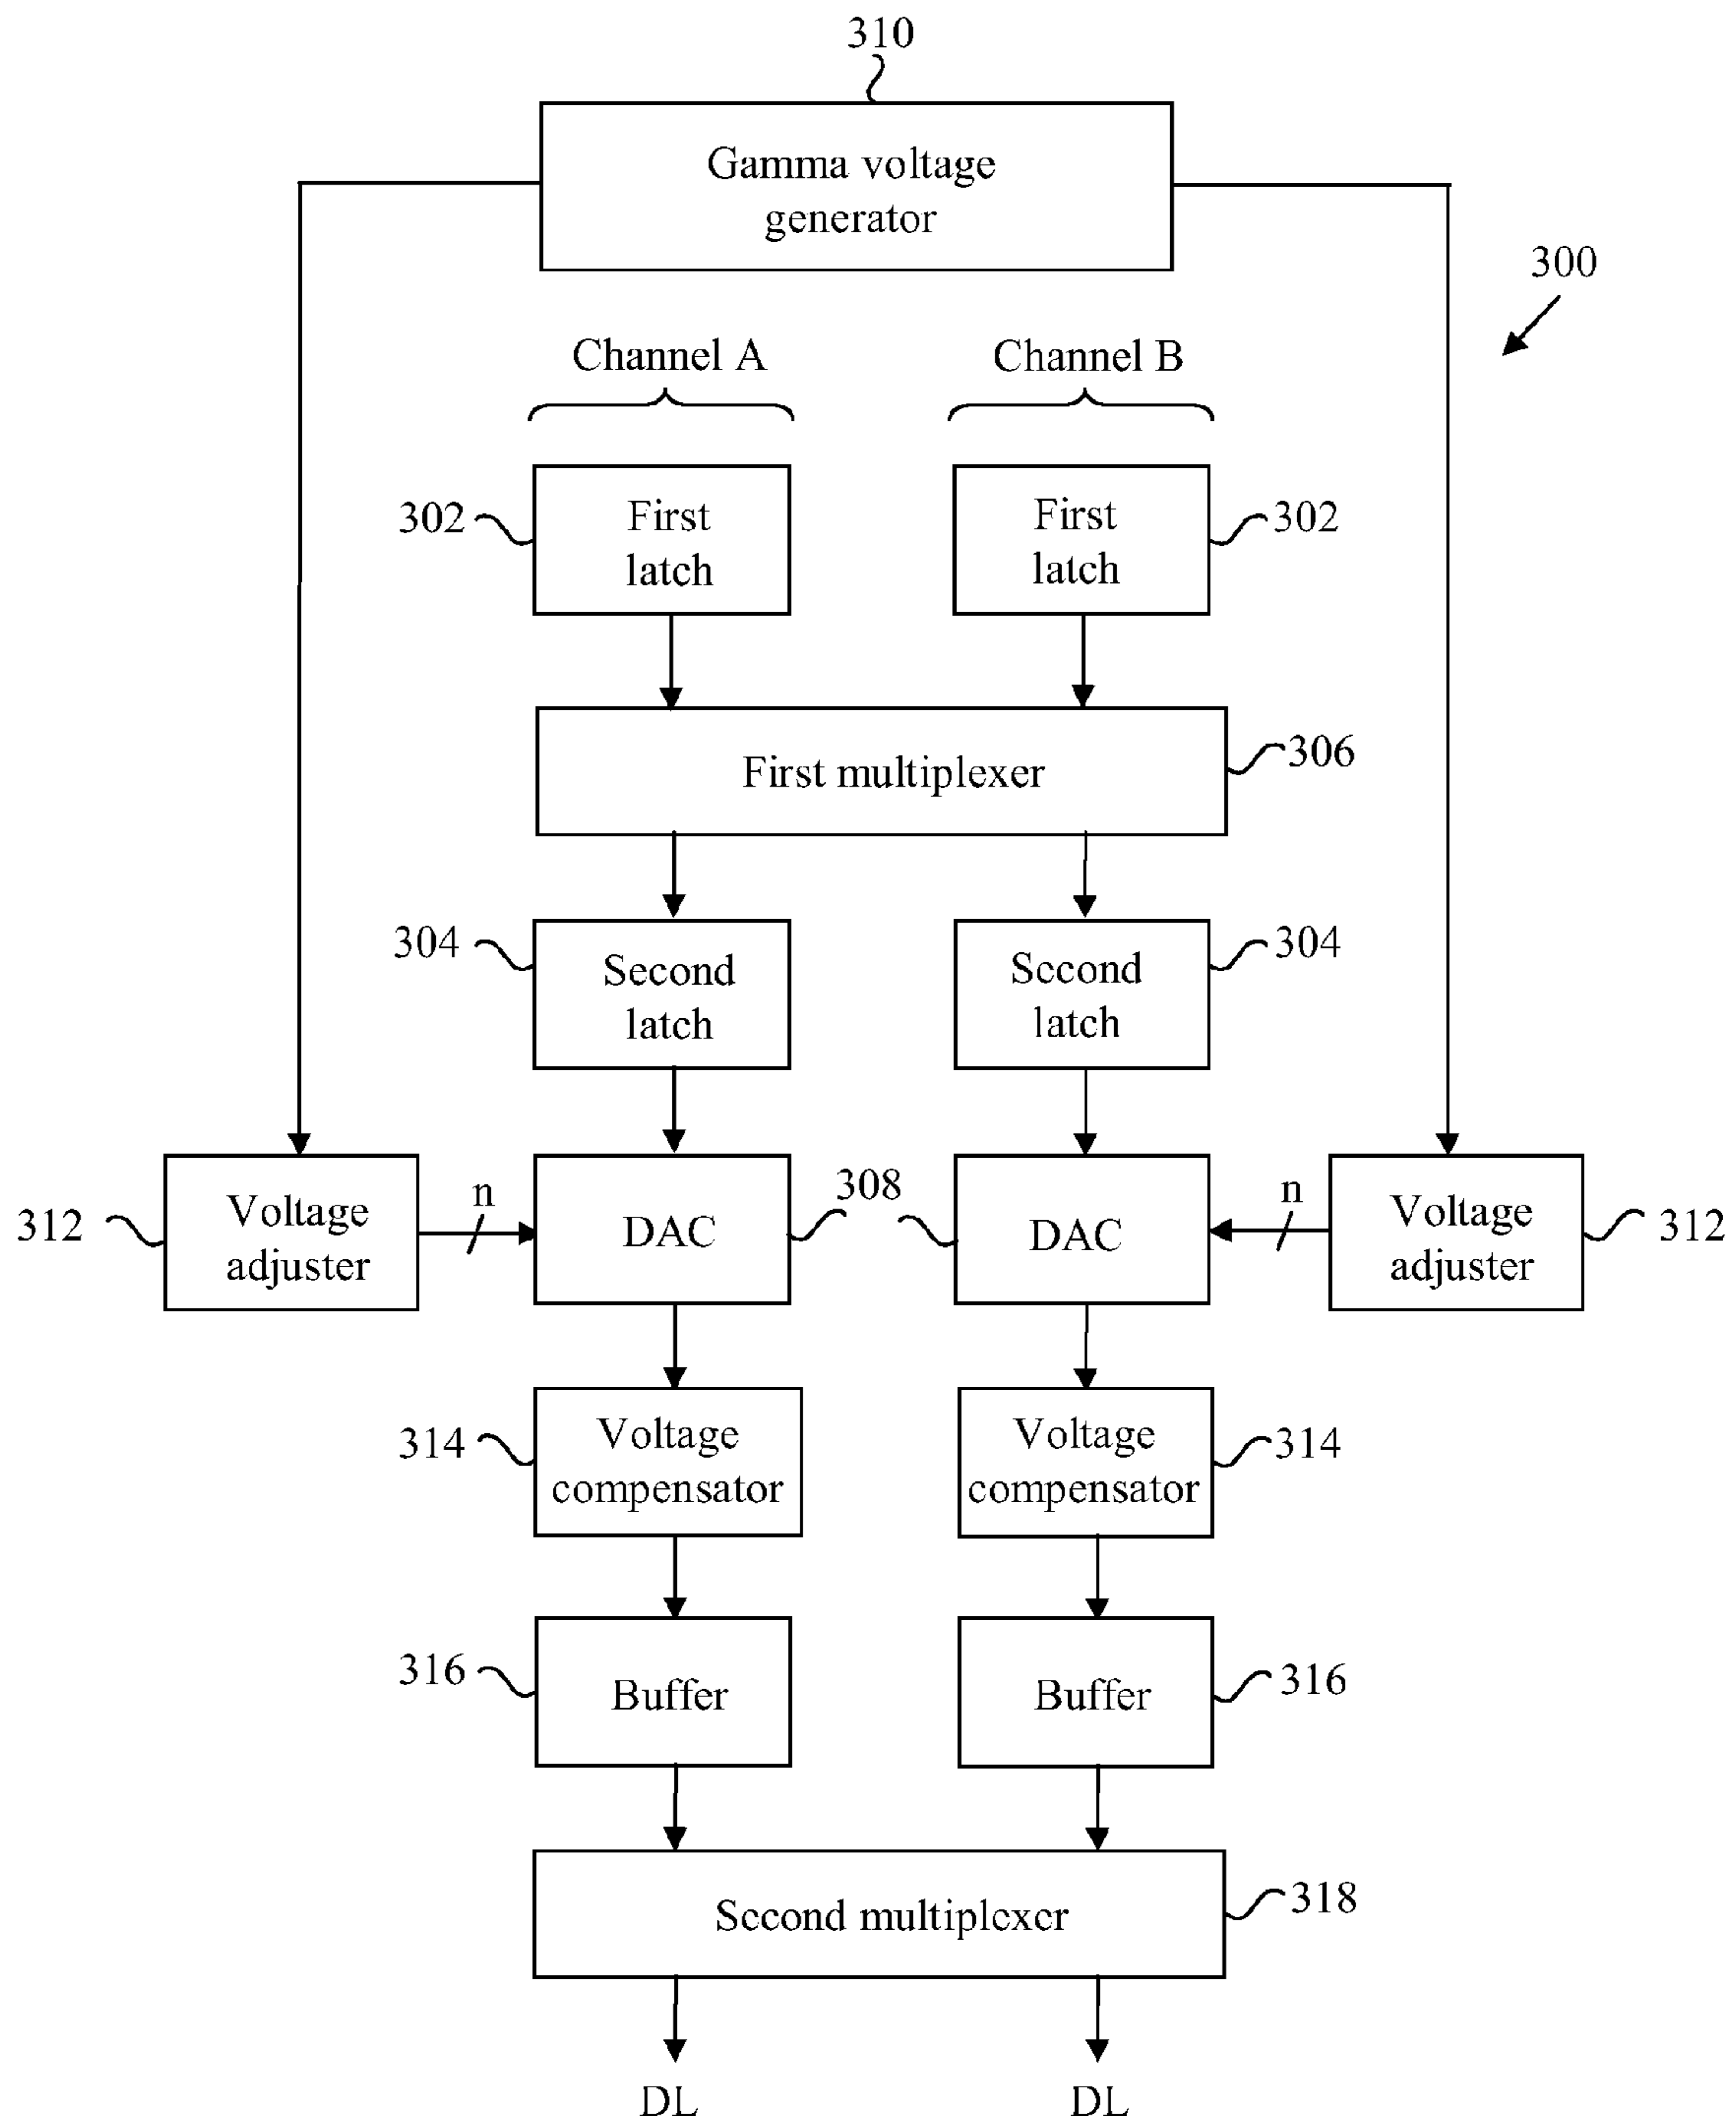 310
Gamma voltage
generator
300
Channel A
Channel B
302
First
latch
First
latch
302
First multiplexer
306
304
Second
latch
Second
latch
304
312
Voltage
adjuster
n
DAC
308
DAC
n
Voltage
adjuster
312
314
Voltage
compensator
Voltage
compensator
314
316
Buffer
Buffer
316
Second multiplexer
318
DL
DL